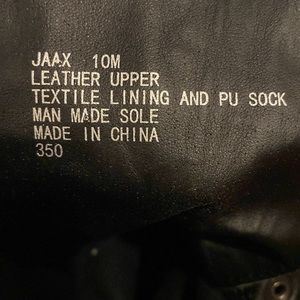 JAAX 10M
LEATHER UPPER
TEXTILE LINING AND PU SOCK
MAN MADE SOLE
MADE IN CHINA
350